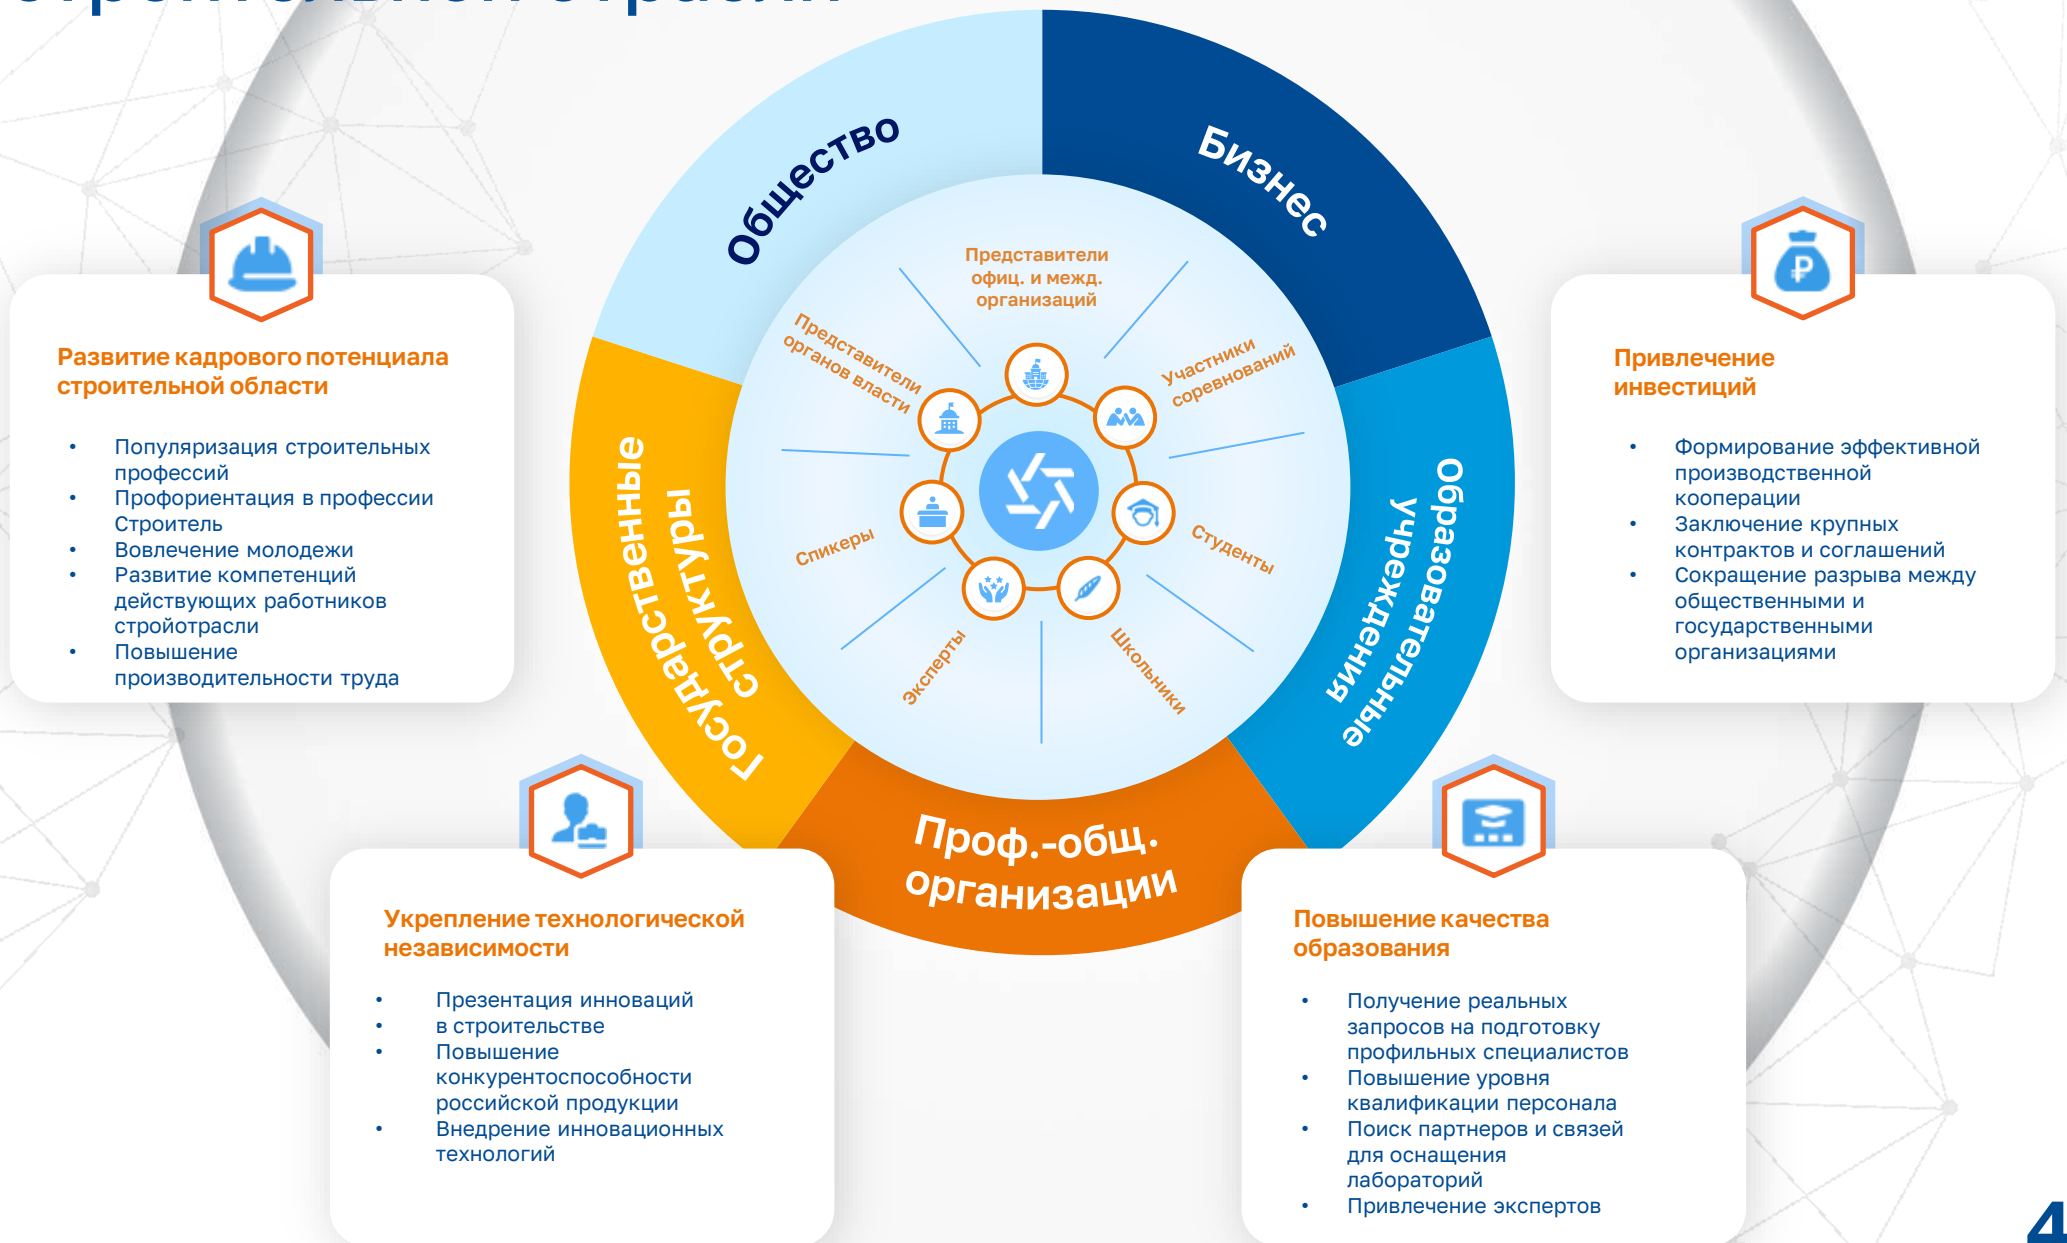 строительной отрасли
Общество
Бизнес
Образовательные
учреждения
Проф.-общ.
организации
Государственные
структуры
Представители
офиц. и межд.
организаций
Участники
соревнований
Студенты
Школьники
Эксперты
Спикеры
Представители
органов власти
Развитие кадрового потенциала
строительной области
• Популяризация строительных
профессий
• Профориентация в профессии
Строитель
• Вовлечение молодежи
• Развитие компетенций
действующих работников
стройотрасли
• Повышение
производительности труда
Привлечение
инвестиций
• Формирование эффективной
производственной
кооперации
• Заключение крупных
контрактов и соглашений
• Сокращение разрыва между
общественными и
государственными
организациями
Укрепление технологической
независимости
• Презентация инноваций
• в строительстве
• Повышение
конкурентоспособности
российской продукции
• Внедрение инновационных
технологий
Повышение качества
образования
• Получение реальных
запросов на подготовку
профильных специалистов
• Повышение уровня
квалификации персонала
• Поиск партнеров и связей
для оснащения
лабораторий
• Привлечение экспертов
4